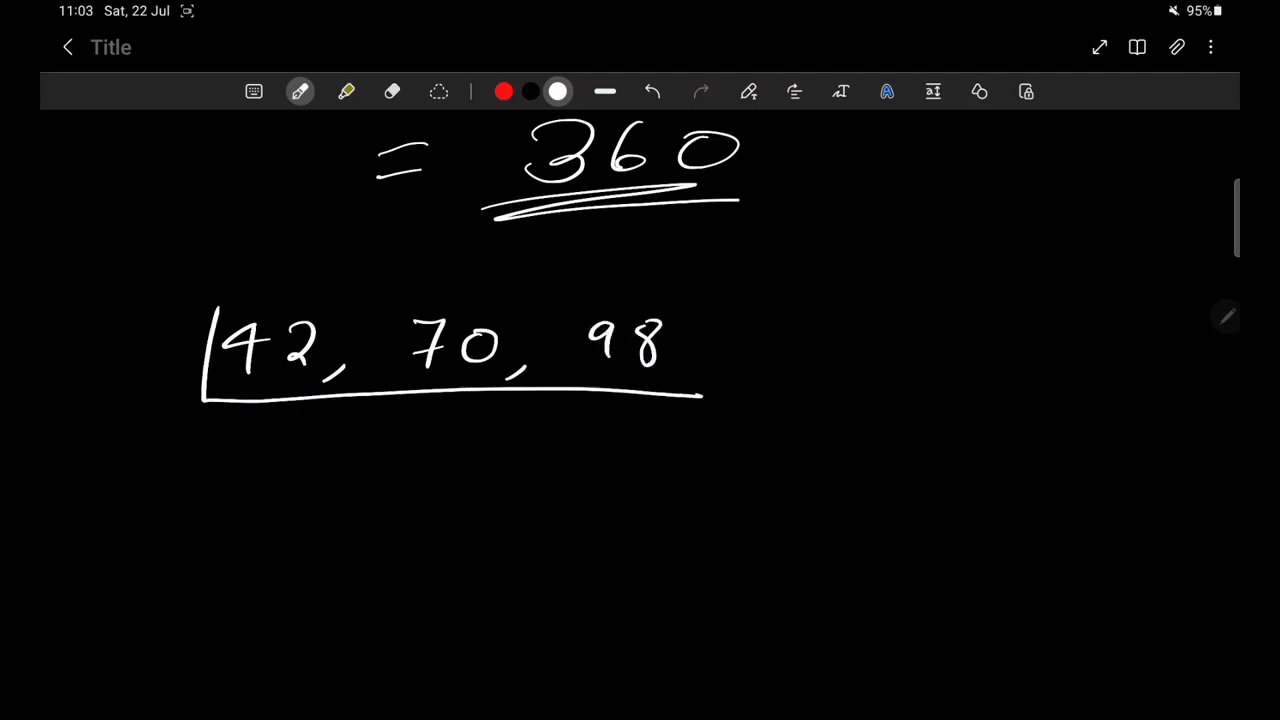 11:03 Sat, 22 Jul 95%
Title
= 360
42, 70, 98